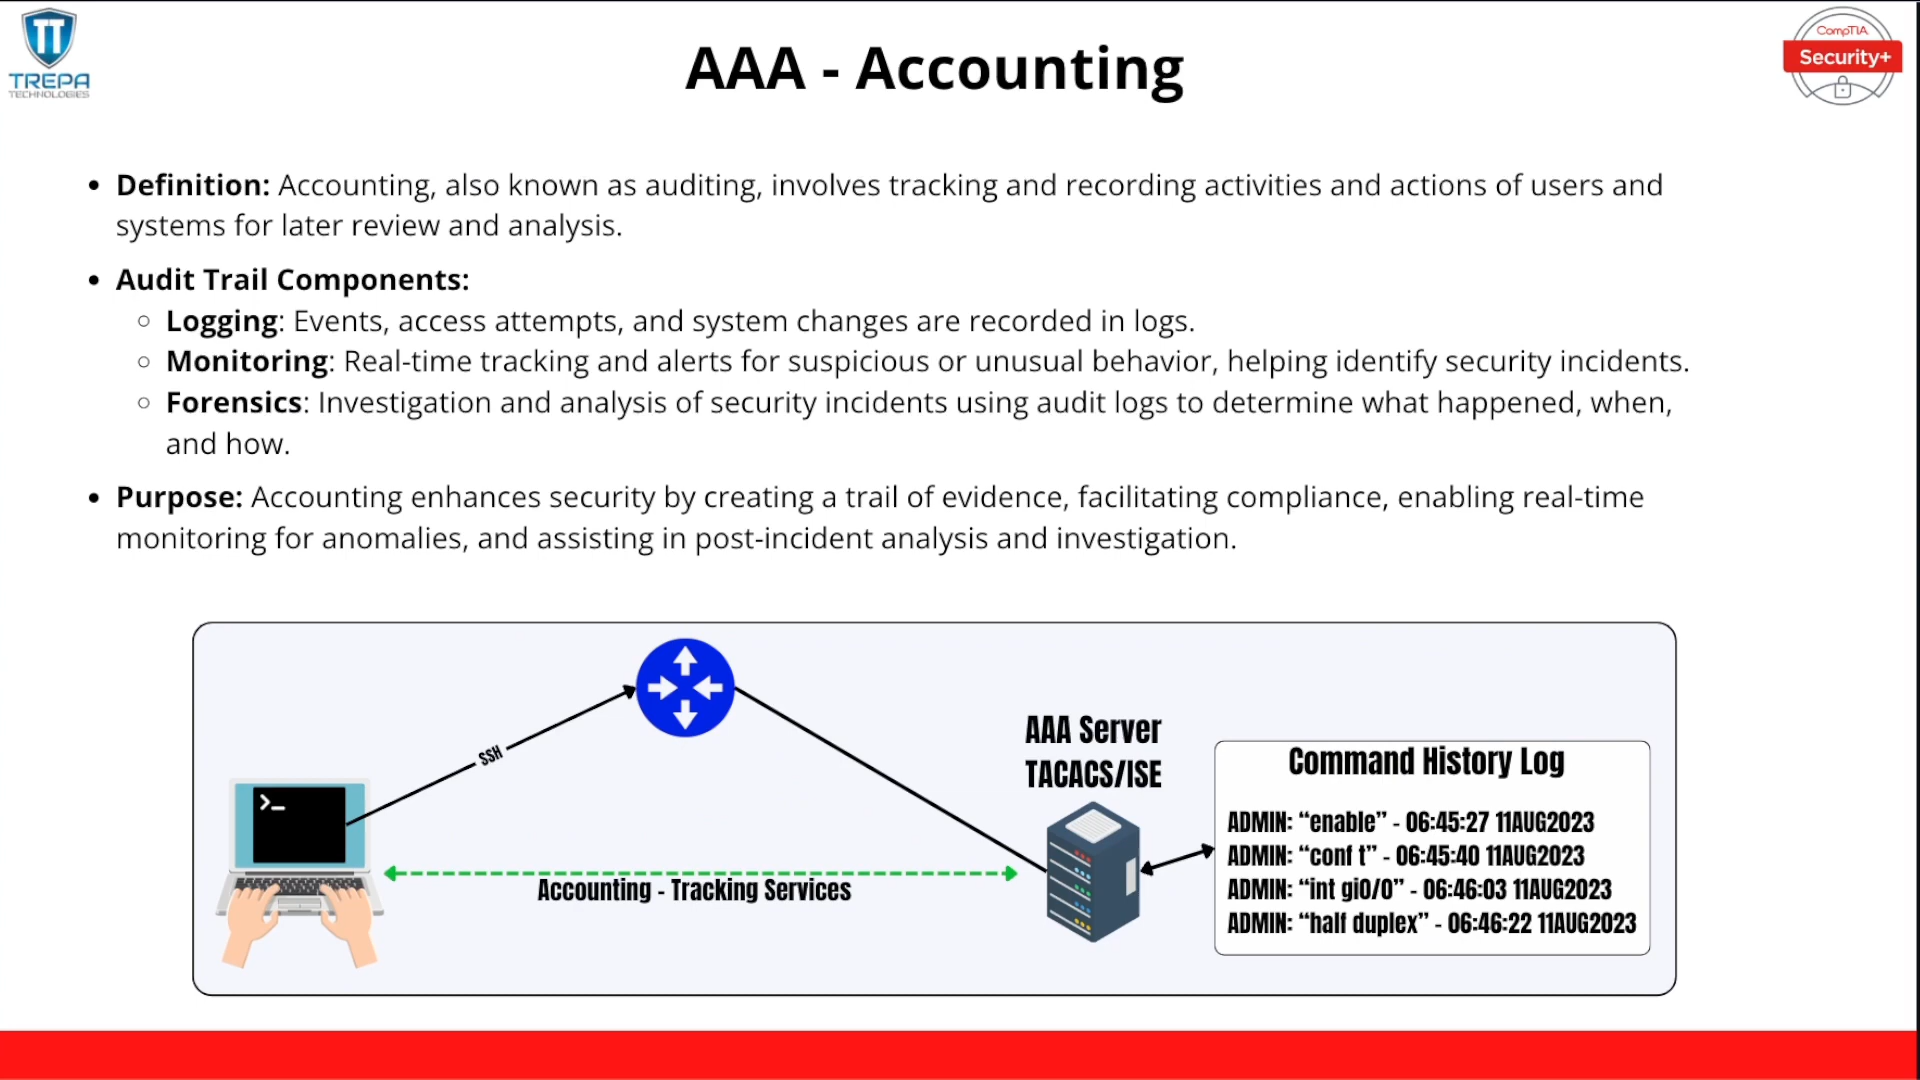 TT
TREPA
TECHNOLOGIES
AAA - Accounting
CompTIA
Security+
• Definition: Accounting, also known as auditing, involves tracking and recording activities and actions of users and
systems for later review and analysis.
• Audit Trail Components:
○ Logging: Events, access attempts, and system changes are recorded in logs.
○ Monitoring: Real-time tracking and alerts for suspicious or unusual behavior, helping identify security incidents.
○ Forensics: Investigation and analysis of security incidents using audit logs to determine what happened, when,
and how.
• Purpose: Accounting enhances security by creating a trail of evidence, facilitating compliance, enabling real-time
monitoring for anomalies, and assisting in post-incident analysis and investigation.
SSH
>_
Accounting - Tracking Services
AAA Server
TACACS/ISE
Command History Log
ADMIN: “enable” - 06:45:27 11AUG2023
ADMIN: “conf t” - 06:45:40 11AUG2023
ADMIN: “int gi0/0” - 06:46:03 11AUG2023
ADMIN: “half duplex” - 06:46:22 11AUG2023